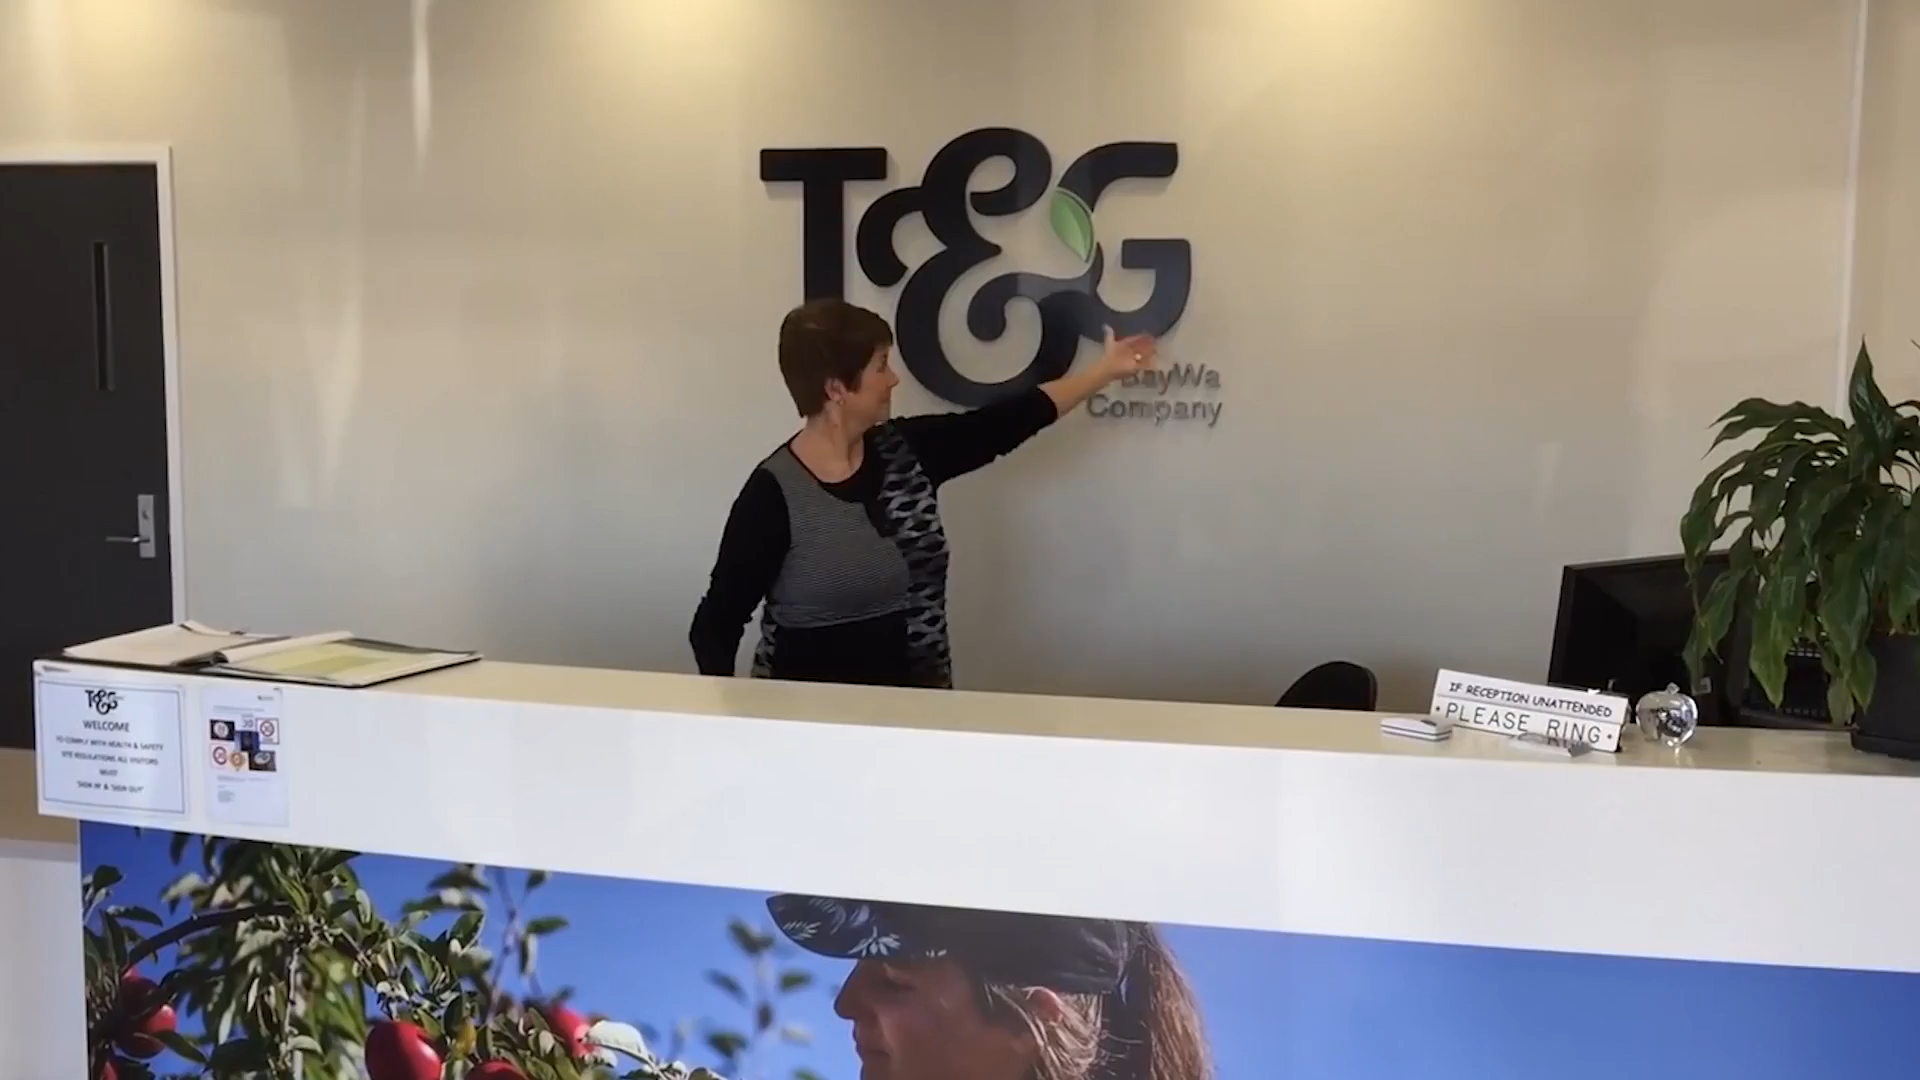 T&G
BayWa
Company
IF RECEPTION UNATTENDED
• PLEASE RING •
T&G
WELCOME
TO COMPLY WITH HEALTH & SAFETY
SITE REGULATIONS ALL VISITORS
MUST
'SIGN IN' & 'SIGN OUT'
20